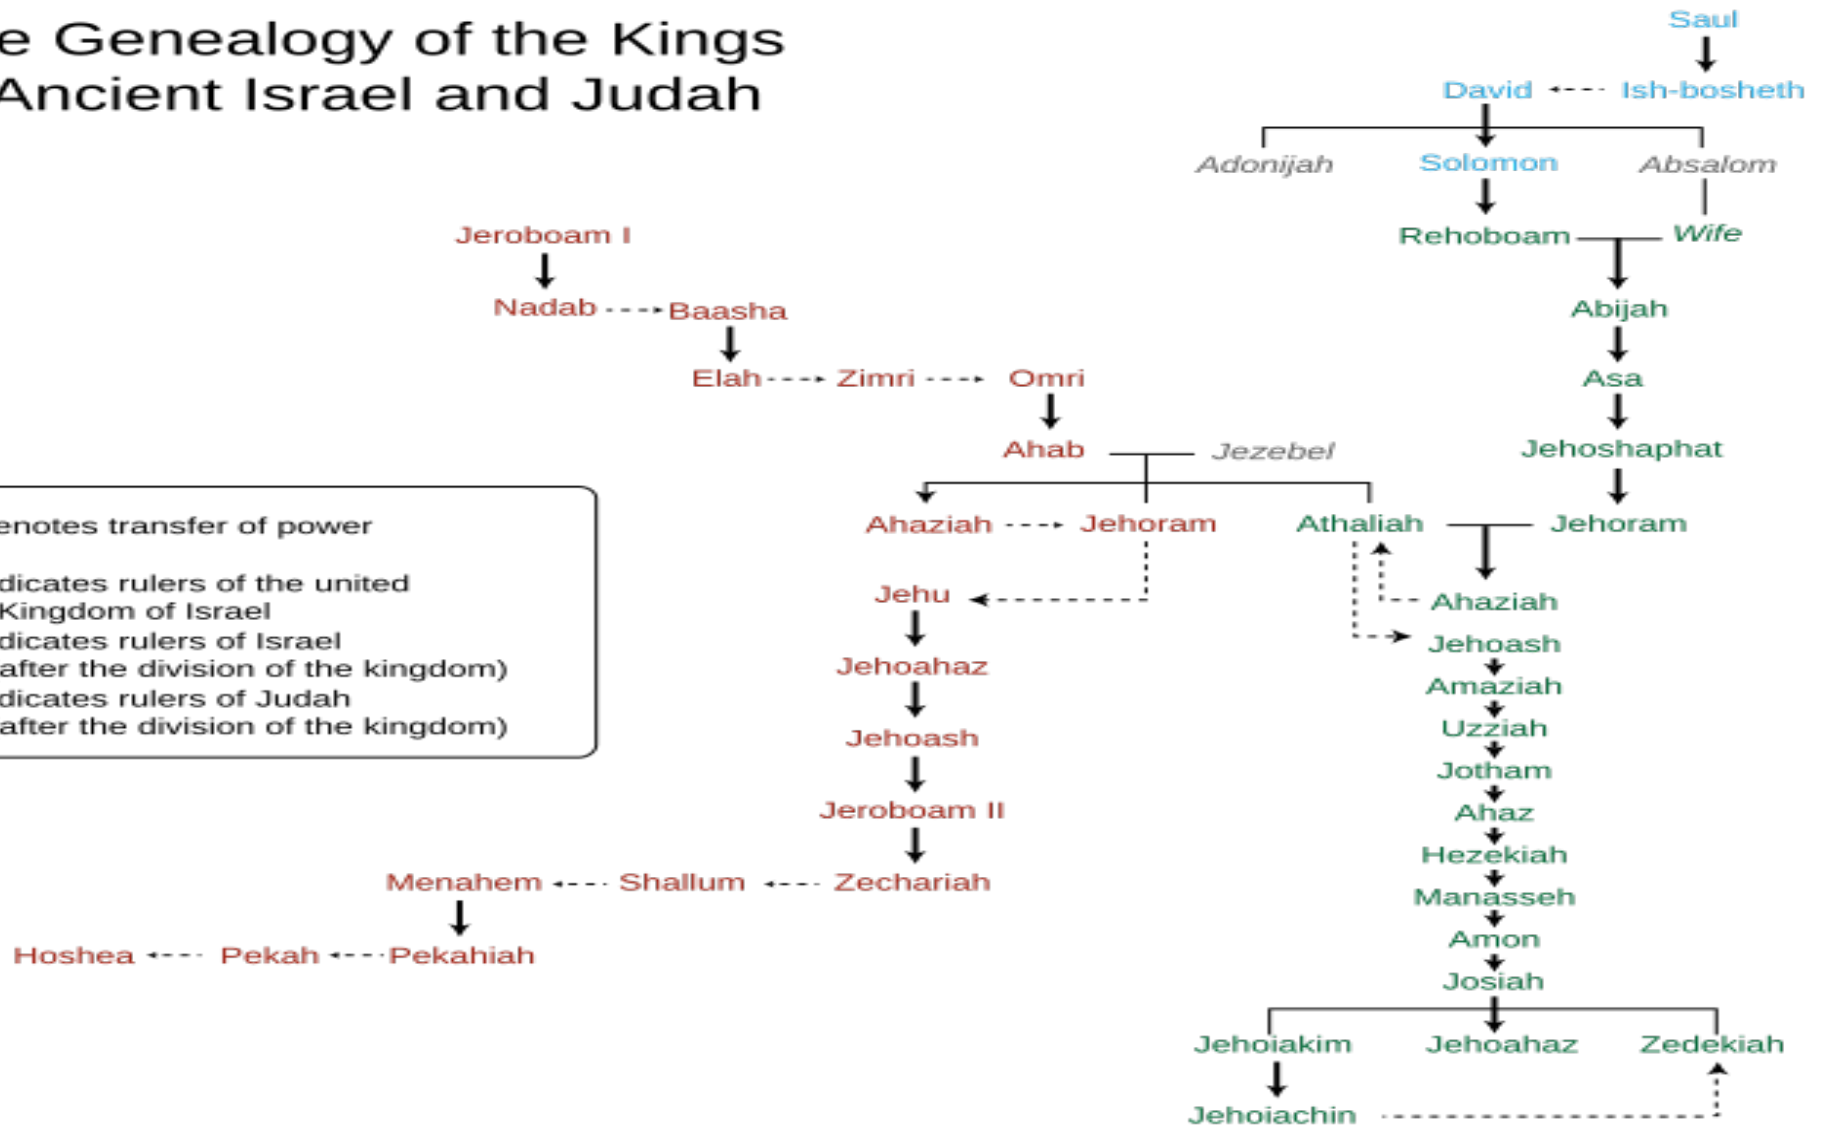 e Genealogy of the Kings
Ancient Israel and Judah
Saul
David Ish-bosheth
Adonijah Solomon Absalom
Jeroboam I Rehoboam Wife
Nadab Baasha Abijah
Elah Zimri Omri Asa
Ahab Jezebel Jehoshaphat
Ahaziah Jehoram Athaliah Jehoram
Jehu Ahaziah
Jehoash
Jehoahaz Amaziah
Jehoash Uzziah
Jotham
Jeroboam II Ahaz
Hezekiah
Menahem Shallum Zechariah Manasseh
Amon
Hoshea Pekah Pekahiah
Josiah
Jehoiakim Jehoahaz Zedekiah
Jehoiachin
enotes transfer of power
dicates rulers of the united
Kingdom of Israel
dicates rulers of Israel
after the division of the kingdom)
dicates rulers of Judah
after the division of the kingdom)